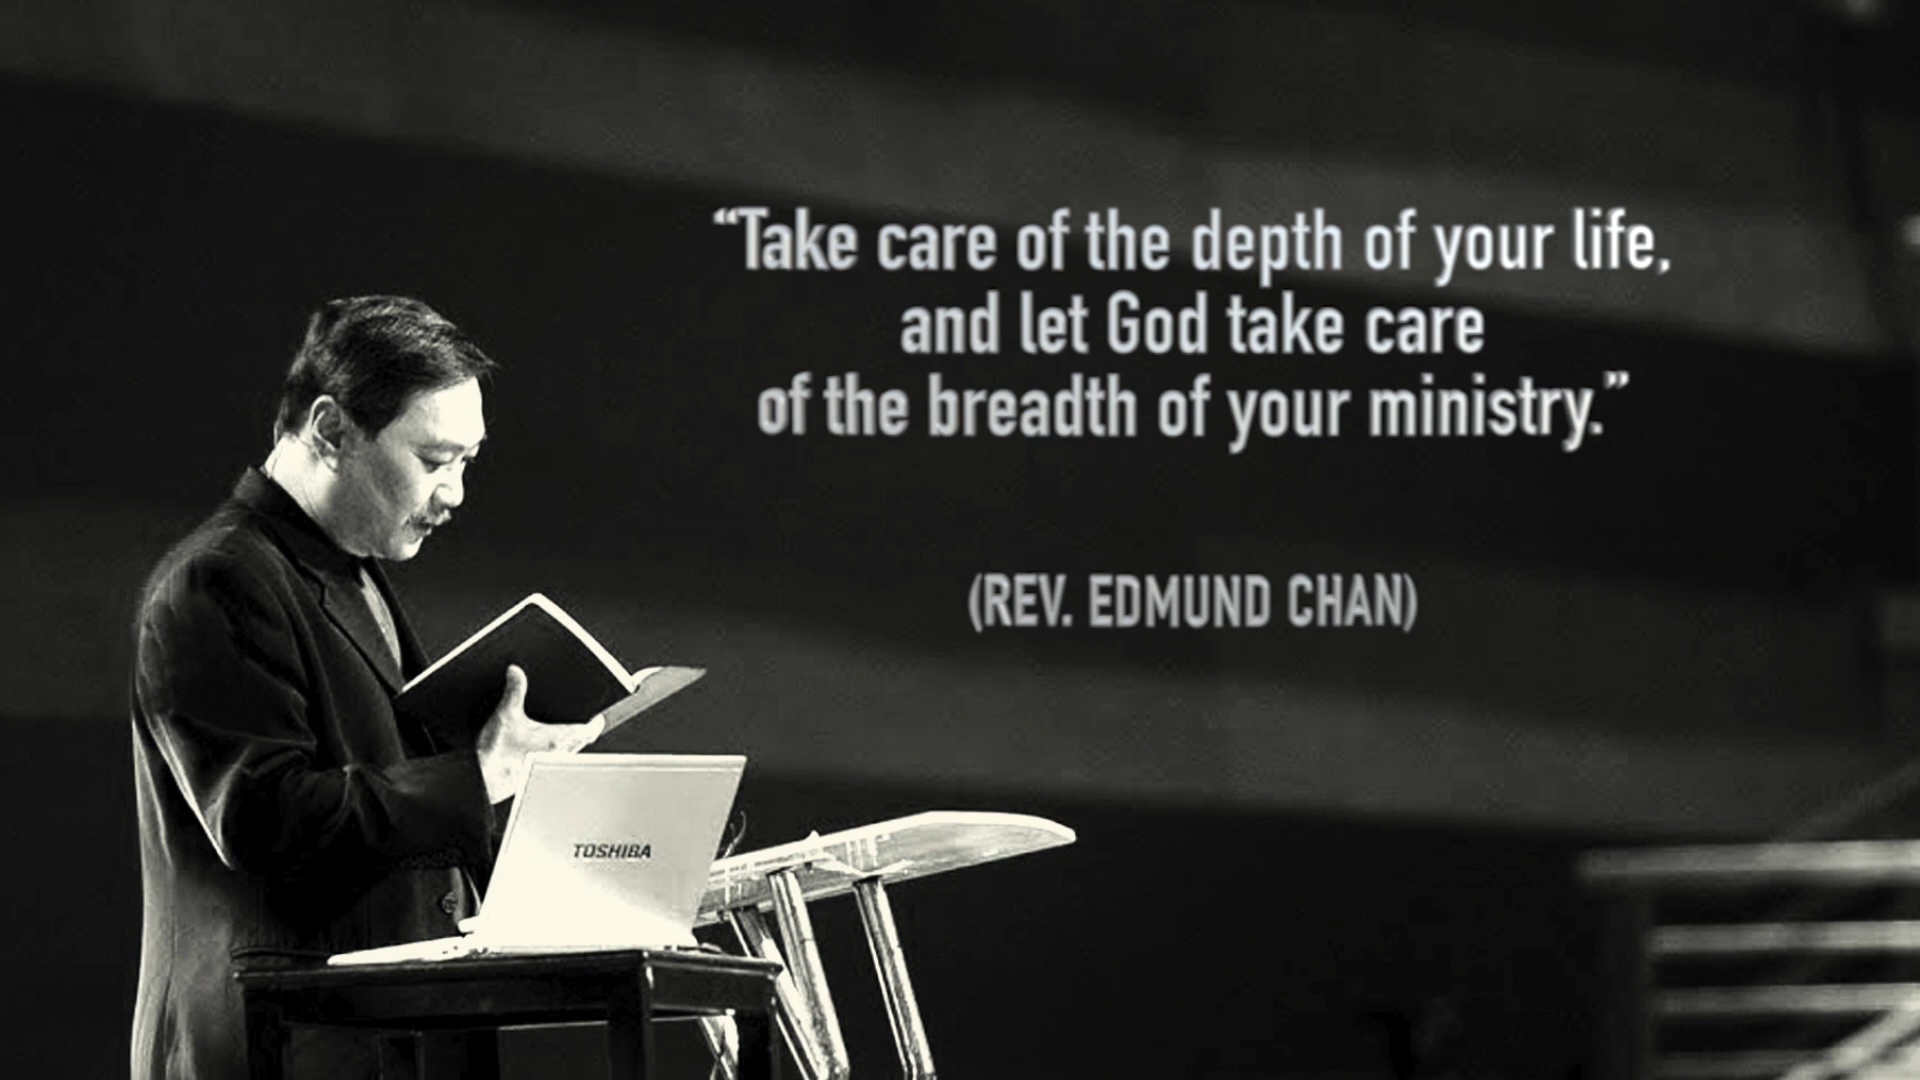 “Take care of the depth of your life,
and let God take care
of the breadth of your ministry.”
(REV. EDMUND CHAN)
TOSHIBA